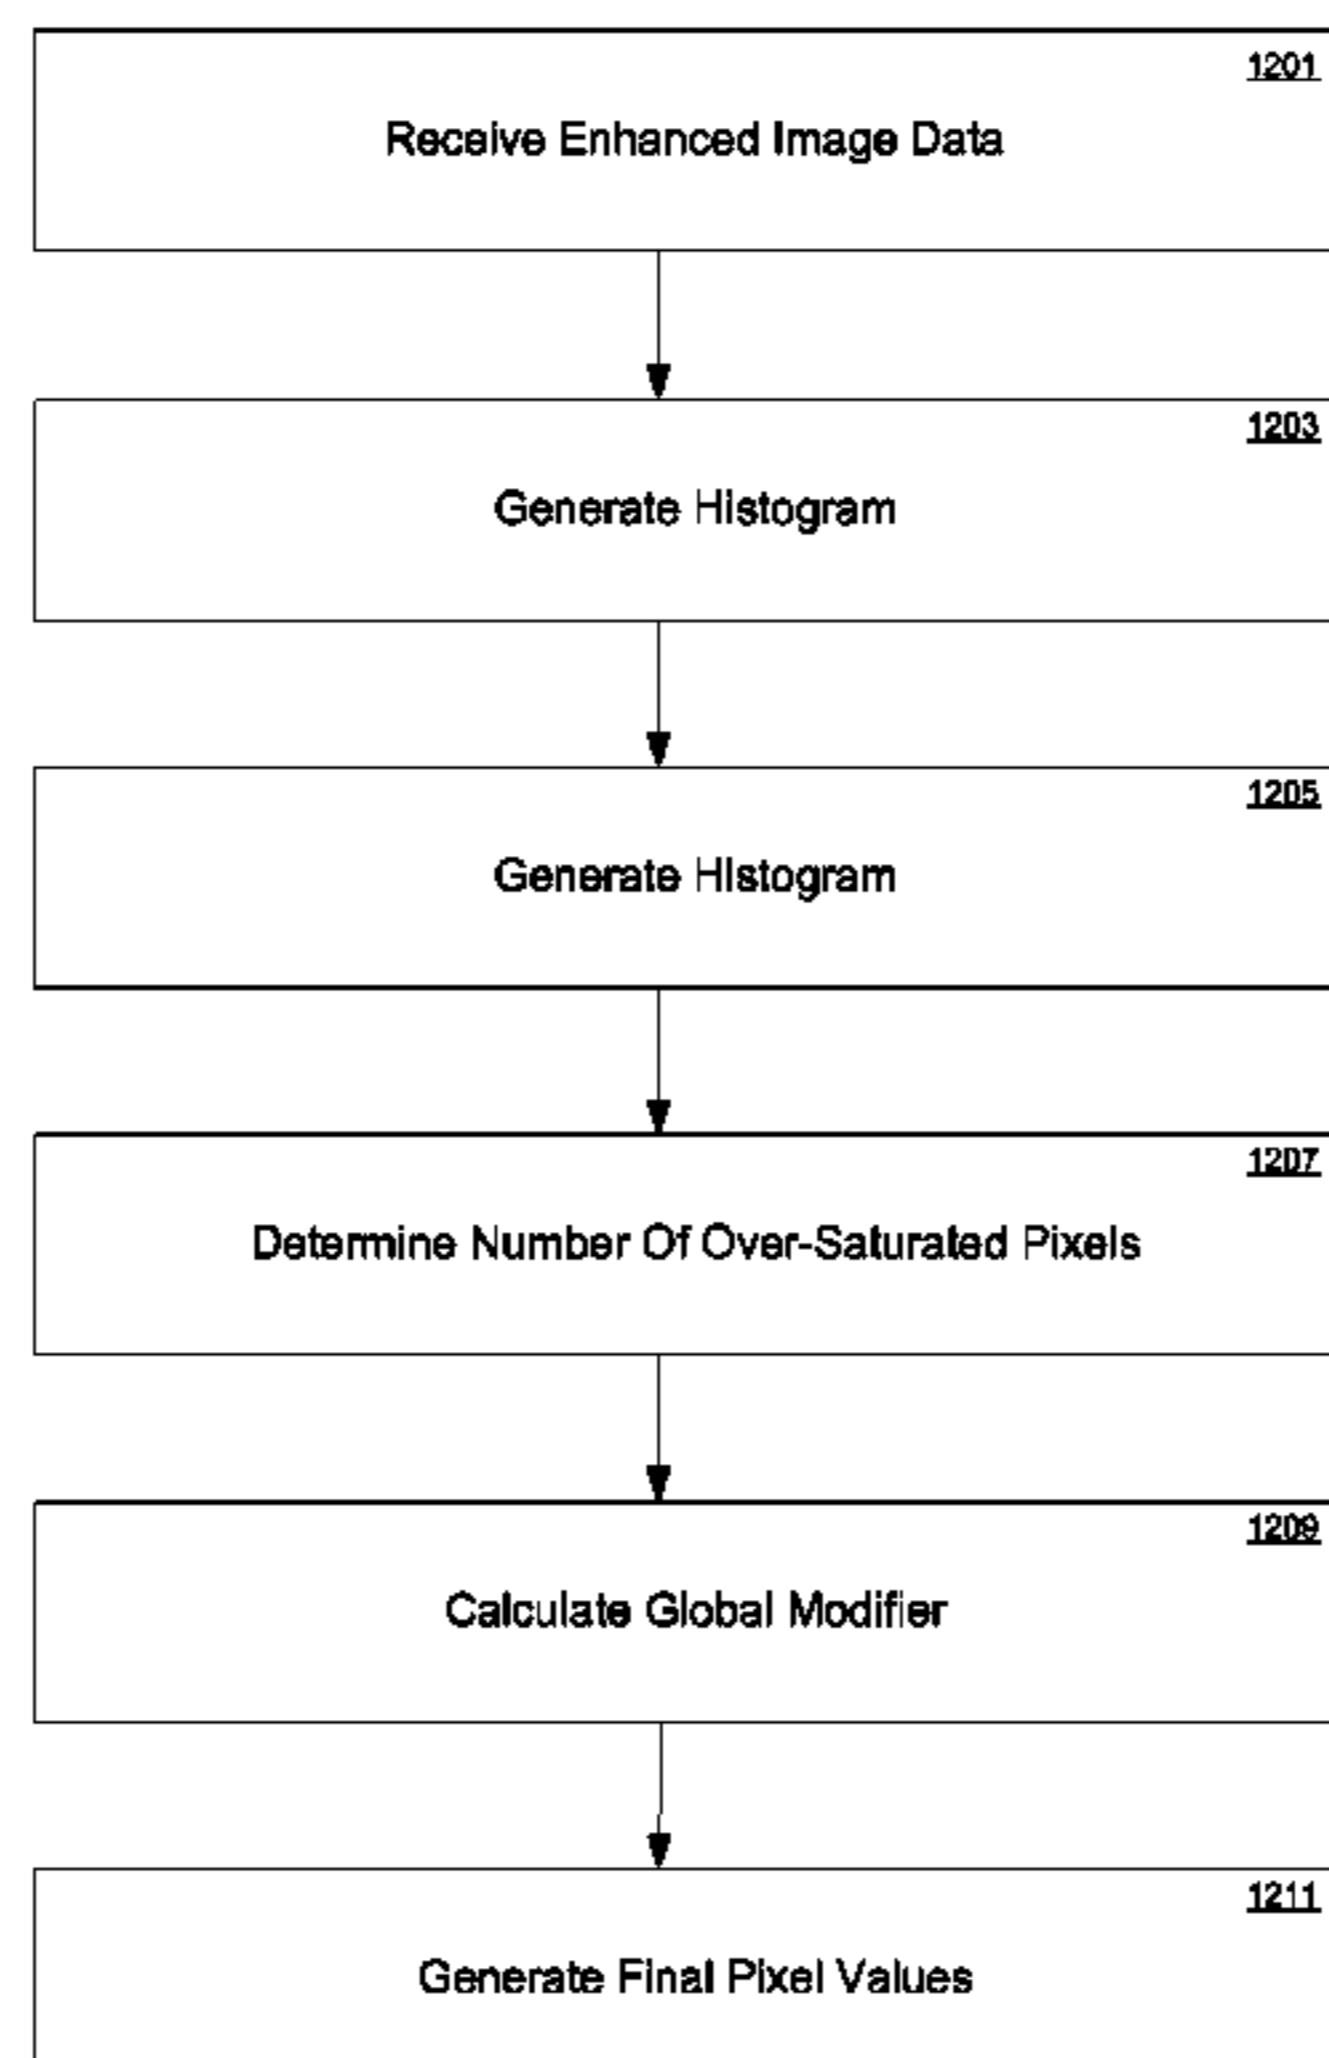 1201
Receive Enhanced Image Data
1203
Generate Histogram
1205
Generate Histogram
1207
Determine Number Of Over-Saturated Pixels
1209
Calculate Global Modifier
1211
Generate Final Pixel Values